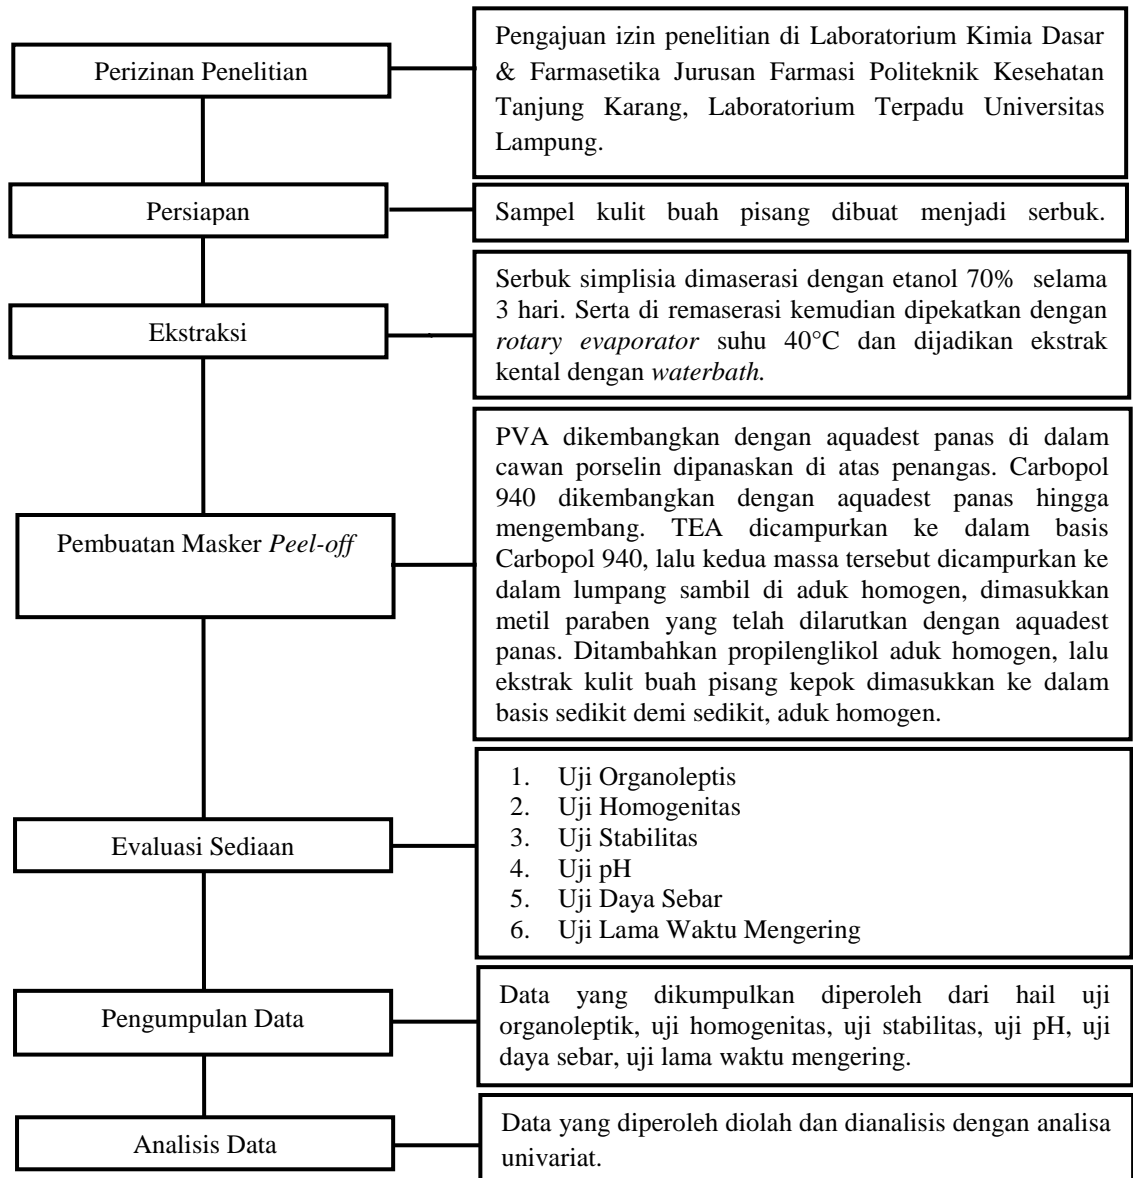 Perizinan Penelitian
Pengajuan izin penelitian di Laboratorium Kimia Dasar
& Farmasetika Jurusan Farmasi Politeknik Kesehatan
Tanjung Karang, Laboratorium Terpadu Universitas
Lampung.
Persiapan
Sampel kulit buah pisang dibuat menjadi serbuk.
Ekstraksi
Serbuk simplisia dimaserasi dengan etanol 70% selama
3 hari. Serta di remaserasi kemudian dipekatkan dengan
rotary evaporator suhu 40°C dan dijadikan ekstrak
kental dengan waterbath.
Pembuatan Masker Peel-off
PVA dikembangkan dengan aquadest panas di dalam
cawan porselin dipanaskan di atas penangas. Carbopol
940 dikembangkan dengan aquadest panas hingga
mengembang. TEA dicampurkan ke dalam basis
Carbopol 940, lalu kedua massa tersebut dicampurkan ke
dalam lumpang sambil di aduk homogen, dimasukkan
metil paraben yang telah dilarutkan dengan aquadest
panas. Ditambahkan propilenglikol aduk homogen, lalu
ekstrak kulit buah pisang kepok dimasukkan ke dalam
basis sedikit demi sedikit, aduk homogen.
Evaluasi Sediaan
1. Uji Organoleptis
2. Uji Homogenitas
3. Uji Stabilitas
4. Uji pH
5. Uji Daya Sebar
6. Uji Lama Waktu Mengering
Pengumpulan Data
Data yang dikumpulkan diperoleh dari hail uji
organoleptik, uji homogenitas, uji stabilitas, uji pH, uji
daya sebar, uji lama waktu mengering.
Analisis Data
Data yang diperoleh diolah dan dianalisis dengan analisa
univariat.